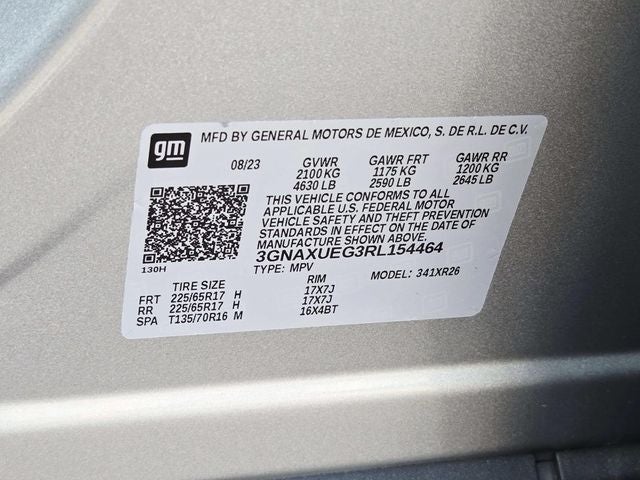 gm MFD BY GENERAL MOTORS DE MEXICO, S. DE R.L. DE C.V.
08/23 GVWR GAWR FRT GAWR RR
2100 KG 1175 KG 1200 KG
4630 LB 2590 LB 2645 LB
THIS VEHICLE CONFORMS TO ALL
APPLICABLE U.S. FEDERAL MOTOR
VEHICLE SAFETY AND THEFT PREVENTION
STANDARDS IN EFFECT ON THE DATE OF
MANUFACTURE SHOWN ABOVE.
3GNAXUEG3RL154464
130H TYPE: MPV MODEL: 341XR26
TIRE SIZE RIM
FRT 225/65R17 H 17X7J
RR 225/65R17 H 17X7J
SPA T135/70R16 M 16X4BT